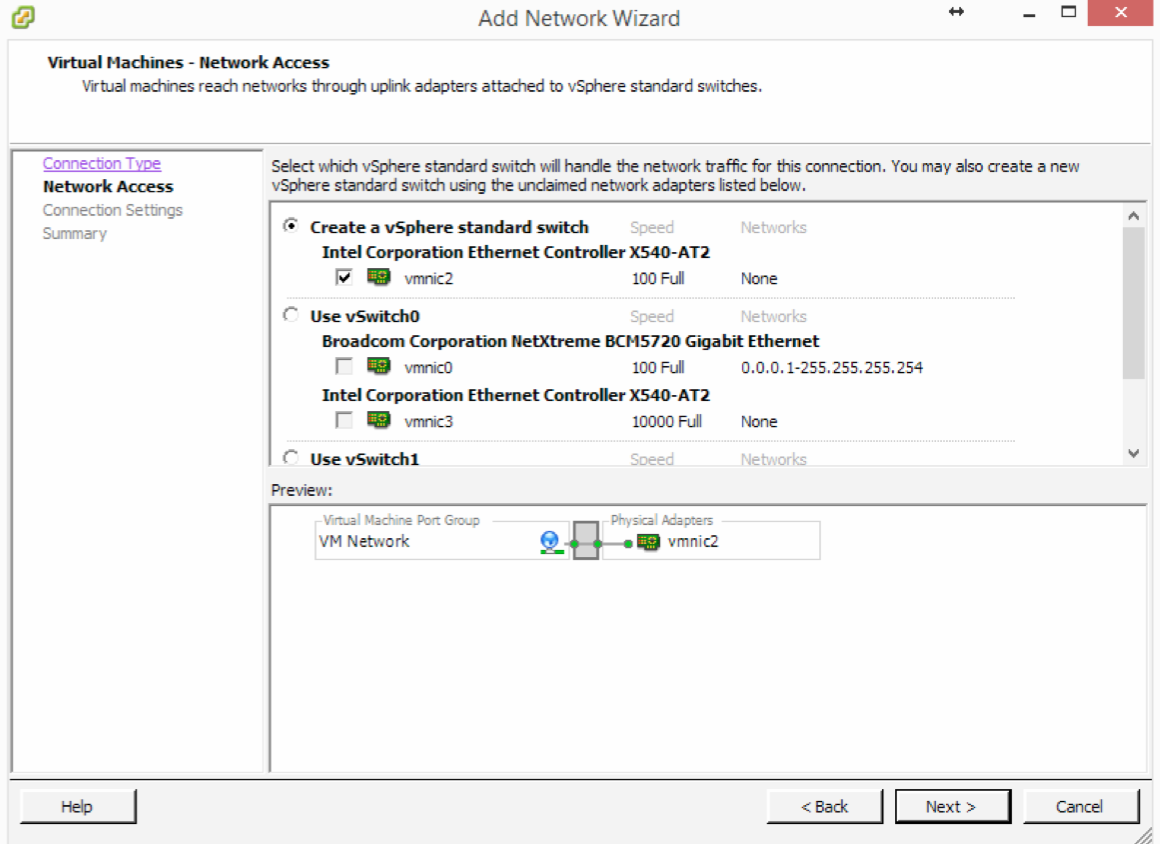 Add Network Wizard
Virtual Machines - Network Access
Virtual machines reach networks through uplink adapters attached to vSphere standard switches.
Connection Type
Network Access
Connection Settings
Summary
Select which vSphere standard switch will handle the network traffic for this connection. You may also create a new
vSphere standard switch using the unclaimed network adapters listed below.
Create a vSphere standard switch Speed Networks
Intel Corporation Ethernet Controller X540-AT2
vmnic2 100 Full None
Use vSwitch0 Speed Networks
Broadcom Corporation NetXtreme BCM5720 Gigabit Ethernet
vmnic0 100 Full 0.0.0.1-255.255.255.254
Intel Corporation Ethernet Controller X540-AT2
vmnic3 10000 Full None
Use vSwitch1 Speed Networks
Preview:
Virtual Machine Port Group Physical Adapters
VM Network vmnic2
Help < Back Next > Cancel